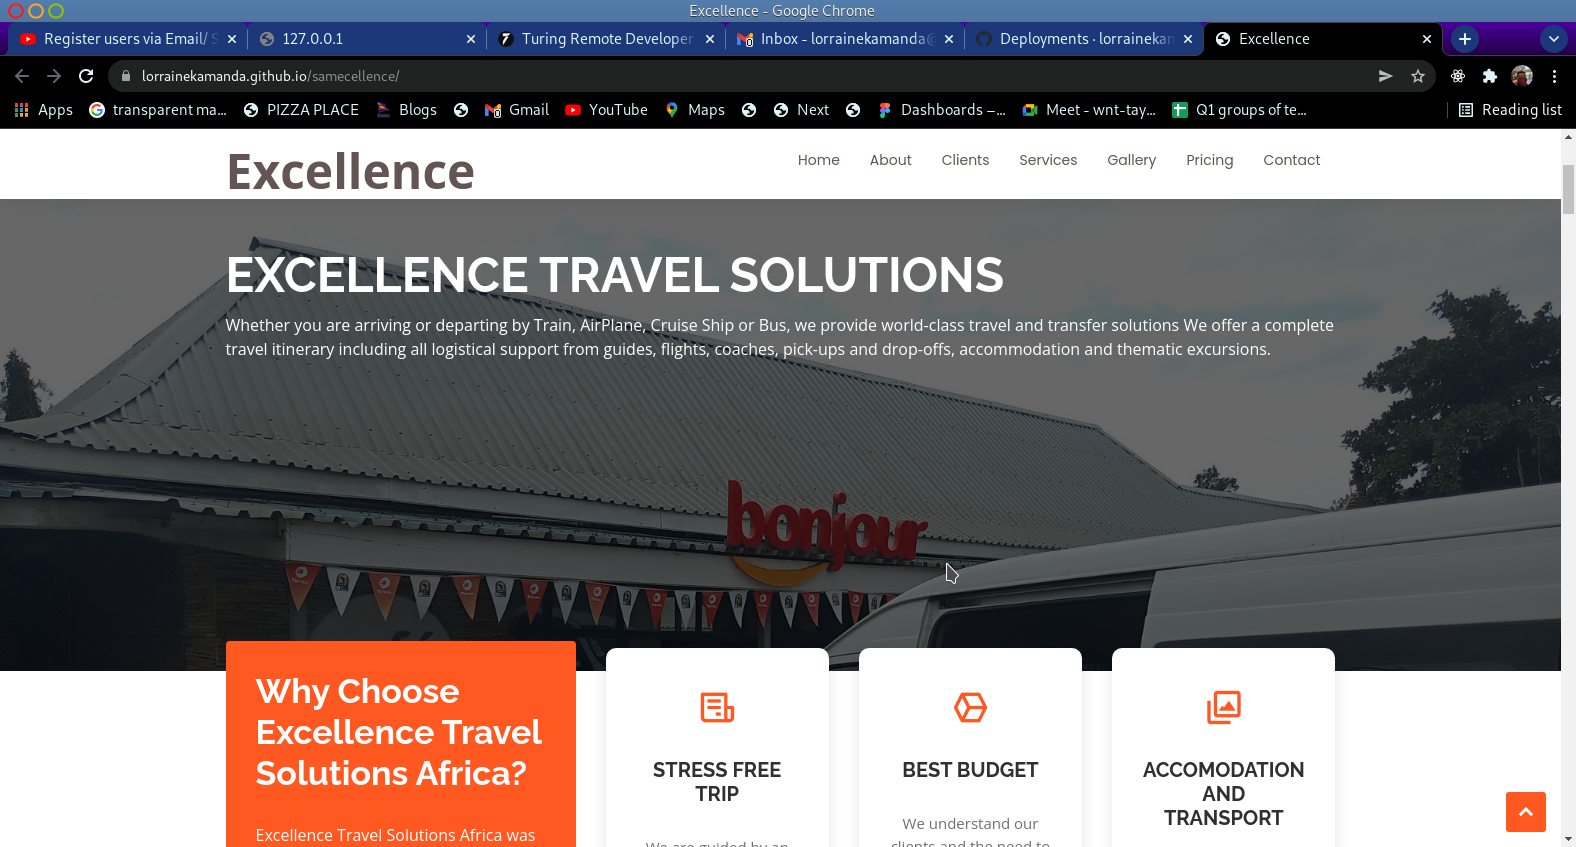 Excellence - Google Chrome
Register users via Email/ S
127.0.0.1
Turing Remote Developer
Inbox - lorrainekamanda@
Deployments · lorrainekan
Excellence
lorrainekamanda.github.io/samecellence/
Apps
transparent ma...
PIZZA PLACE
Blogs
Gmail
YouTube
Maps
Next
Dashboards –...
Meet - wnt-tay...
Q1 groups of te...
Reading list
Excellence
Home
About
Clients
Services
Gallery
Pricing
Contact
EXCELLENCE TRAVEL SOLUTIONS
Whether you are arriving or departing by Train, AirPlane, Cruise Ship or Bus, we provide world-class travel and transfer solutions We offer a complete
travel itinerary including all logistical support from guides, flights, coaches, pick-ups and drop-offs, accommodation and thematic excursions.
bonjour
Why Choose
Excellence Travel
Solutions Africa?
Excellence Travel Solutions Africa was
STRESS FREE
TRIP
We are guided by an
BEST BUDGET
We understand our
clients and the need to
ACCOMODATION
AND
TRANSPORT